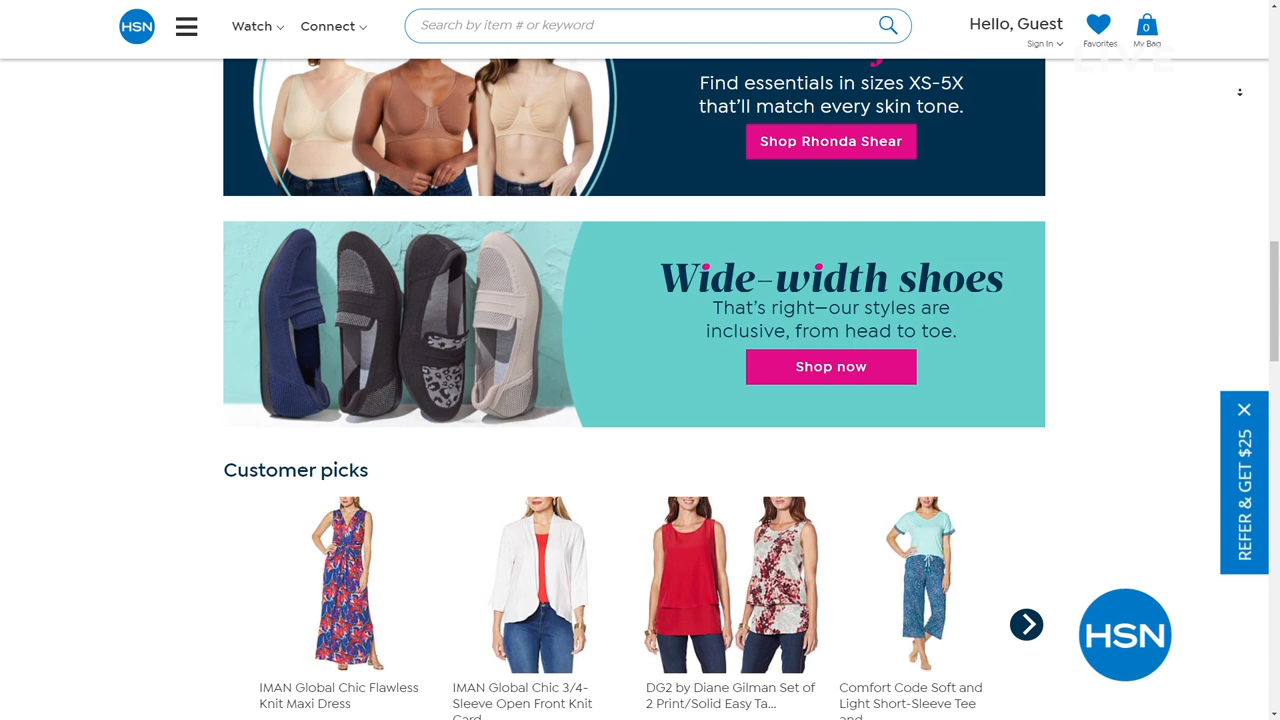 HSN
Watch
Connect
Search by item # or keyword
Hello, Guest
Sign In
Favorites
0
My Bag
LIVE
Find essentials in sizes XS-5X
that'll match every skin tone.
Shop Rhonda Shear
Wide-width shoes
That's right—our styles are
inclusive, from head to toe.
Shop now
REFER & GET $25
Customer picks
HSN
IMAN Global Chic Flawless
Knit Maxi Dress
IMAN Global Chic 3/4-
Sleeve Open Front Knit
Card...
DG2 by Diane Gilman Set of
2 Print/Solid Easy Ta...
Comfort Code Soft and
Light Short-Sleeve Tee
and...